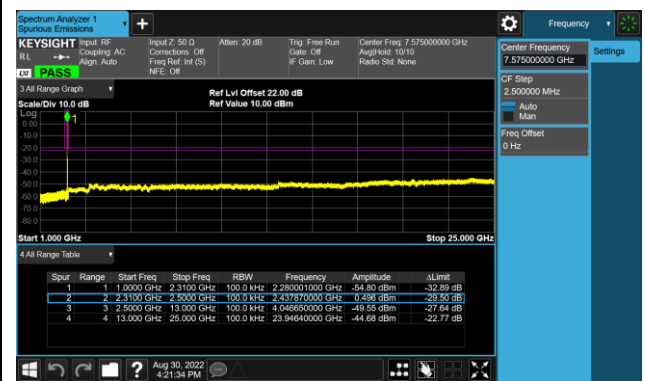 Spectrum Analyzer 1
Spurious Emissions
Frequency
KEYSIGHT Input: RF Input Z: 50 Ω Atten: 20 dB Trig: Free Run Center Freq: 7.575000000 GHz
RL Coupling: AC Corrections: Off Gate: Off Avg|Hold: 10/10
Align: Auto Freq Ref: Int (S) IF Gain: Low Radio Std: None
LXI PASS NFE: Off
Center Frequency
7.575000000 GHz
Settings
CF Step
2.500000 MHz
Auto
Man
Freq Offset
0 Hz
3 All Range Graph
Ref Lvl Offset 22.00 dB
Scale/Div 10.0 dB Ref Value 10.00 dBm
Log
1
0.00
-10.0
-20.0
-30.0
-40.0
-50.0
-60.0
-70.0
-80.0
Start 1.000 GHz Stop 25.000 GHz
4 All Range Table
Spur Range Start Freq Stop Freq RBW Frequency Amplitude ΔLimit
1 1 1.0000 GHz 2.3100 GHz 100.0 kHz 2.280001000 GHz -54.80 dBm -32.89 dB
2 2 2.3100 GHz 2.5000 GHz 100.0 kHz 2.437870000 GHz 0.496 dBm -29.50 dB
3 3 2.5000 GHz 13.000 GHz 100.0 kHz 4.046650000 GHz -49.55 dBm -27.64 dB
4 4 13.000 GHz 25.000 GHz 100.0 kHz 23.94640000 GHz -44.68 dBm -22.77 dB
? Aug 30, 2022
4:21:34 PM